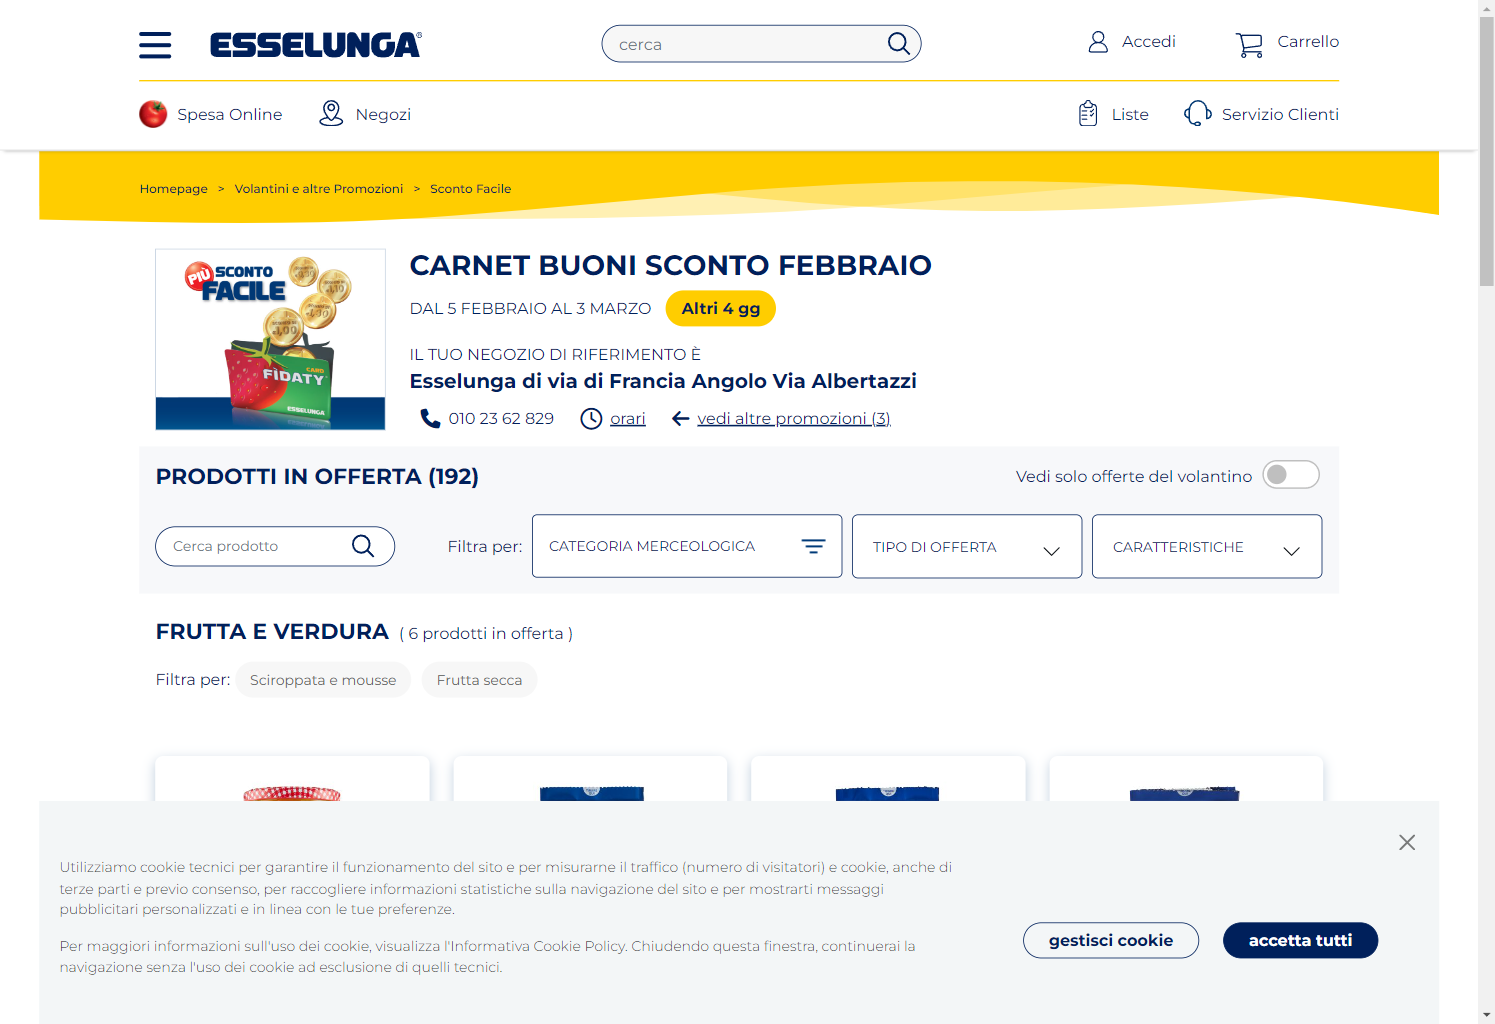 ESSELUNGA®
cerca
Accedi
Carrello
Spesa Online
Negozi
Liste
Servizio Clienti
Homepage > Volantini e altre Promozioni > Sconto Facile
PIÙ SCONTO
FACILE
CARD
FÌDATY
ESSELUNGA
CARNET BUONI SCONTO FEBBRAIO
DAL 5 FEBBRAIO AL 3 MARZO
Altri 4 gg
IL TUO NEGOZIO DI RIFERIMENTO È
Esselunga di via di Francia Angolo Via Albertazzi
010 23 62 829
orari
vedi altre promozioni (3)
PRODOTTI IN OFFERTA (192)
Vedi solo offerte del volantino
Cerca prodotto
Filtra per:
CATEGORIA MERCEOLOGICA
TIPO DI OFFERTA
CARATTERISTICHE
FRUTTA E VERDURA ( 6 prodotti in offerta )
Filtra per: Sciroppata e mousse Frutta secca
Utilizziamo cookie tecnici per garantire il funzionamento del sito e per misurarne il traffico (numero di visitatori) e cookie, anche di
terze parti e previo consenso, per raccogliere informazioni statistiche sulla navigazione del sito e per mostrarti messaggi
pubblicitari personalizzati e in linea con le tue preferenze.
Per maggiori informazioni sull'uso dei cookie, visualizza l'Informativa Cookie Policy. Chiudendo questa finestra, continuerai la
navigazione senza l'uso dei cookie ad esclusione di quelli tecnici.
gestisci cookie
accetta tutti